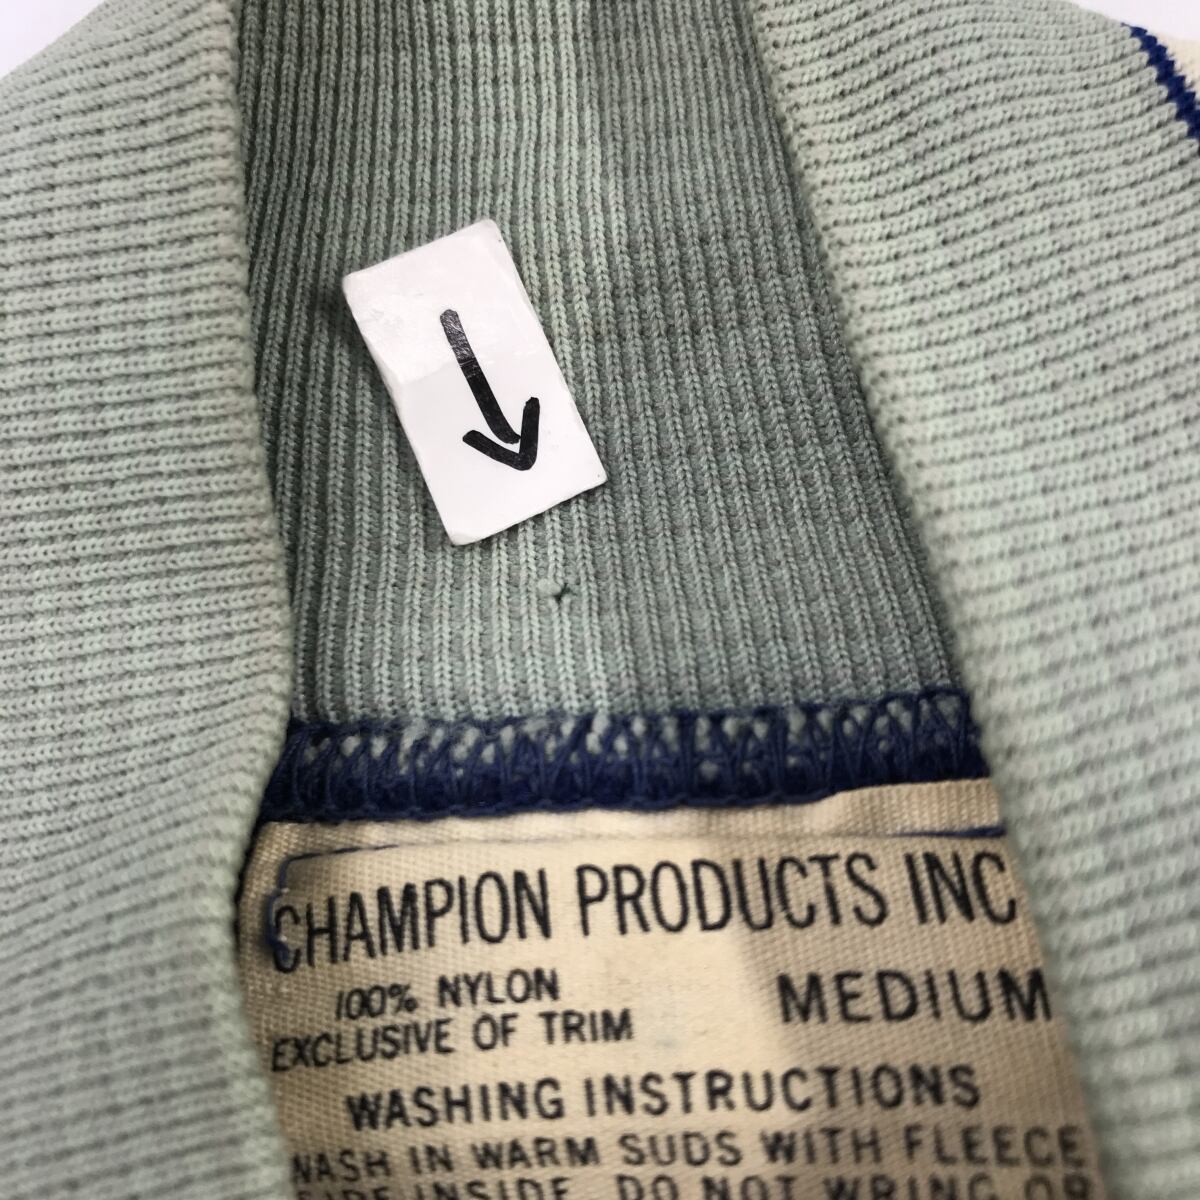 CHAMPION PRODUCTS INC
100% NYLON
EXCLUSIVE OF TRIM
MEDIUM
WASHING INSTRUCTIONS
WASH IN WARM SUDS WITH FLEECE
SIDE INSIDE. DO NOT WRING OR